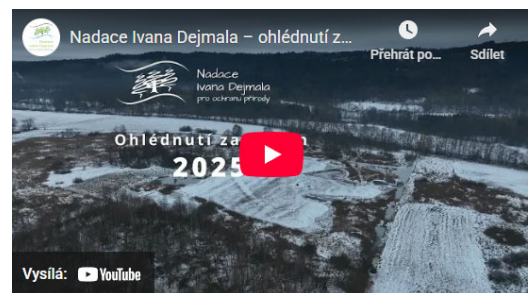 Nadace Ivana Dejmala – ohlédnutí z…
Přehrát po…
Sdílet
Nadace
Ivana Dejmala
pro ochranu přírody
Ohlédnutí za
2025
Vysílá: YouTube